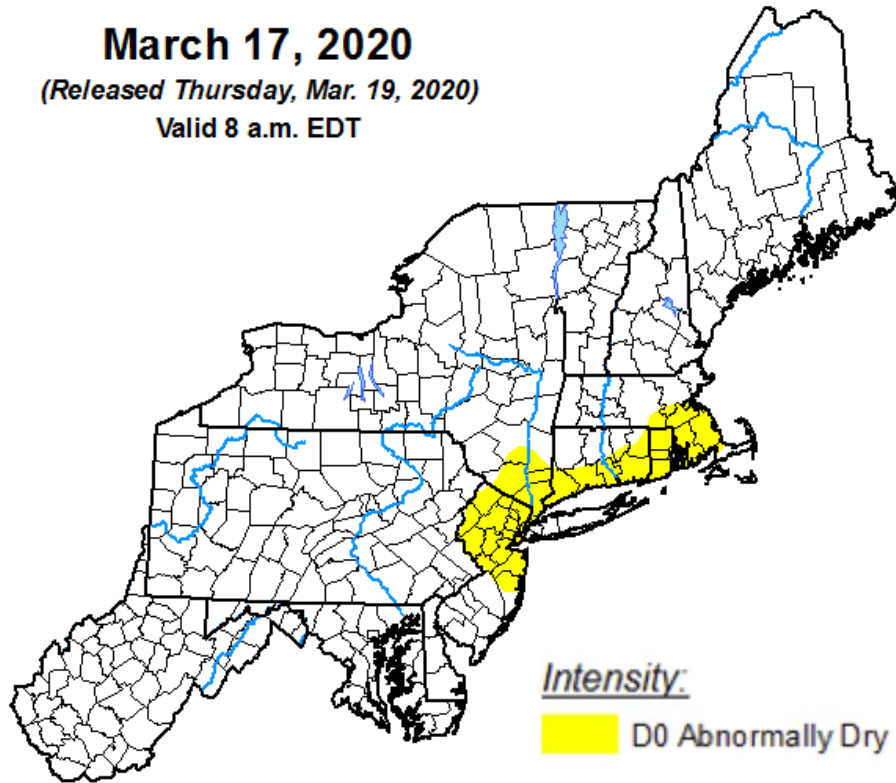 March 17, 2020
(Released Thursday, Mar. 19, 2020)
Valid 8 a.m. EDT
Intensity:
D0 Abnormally Dry